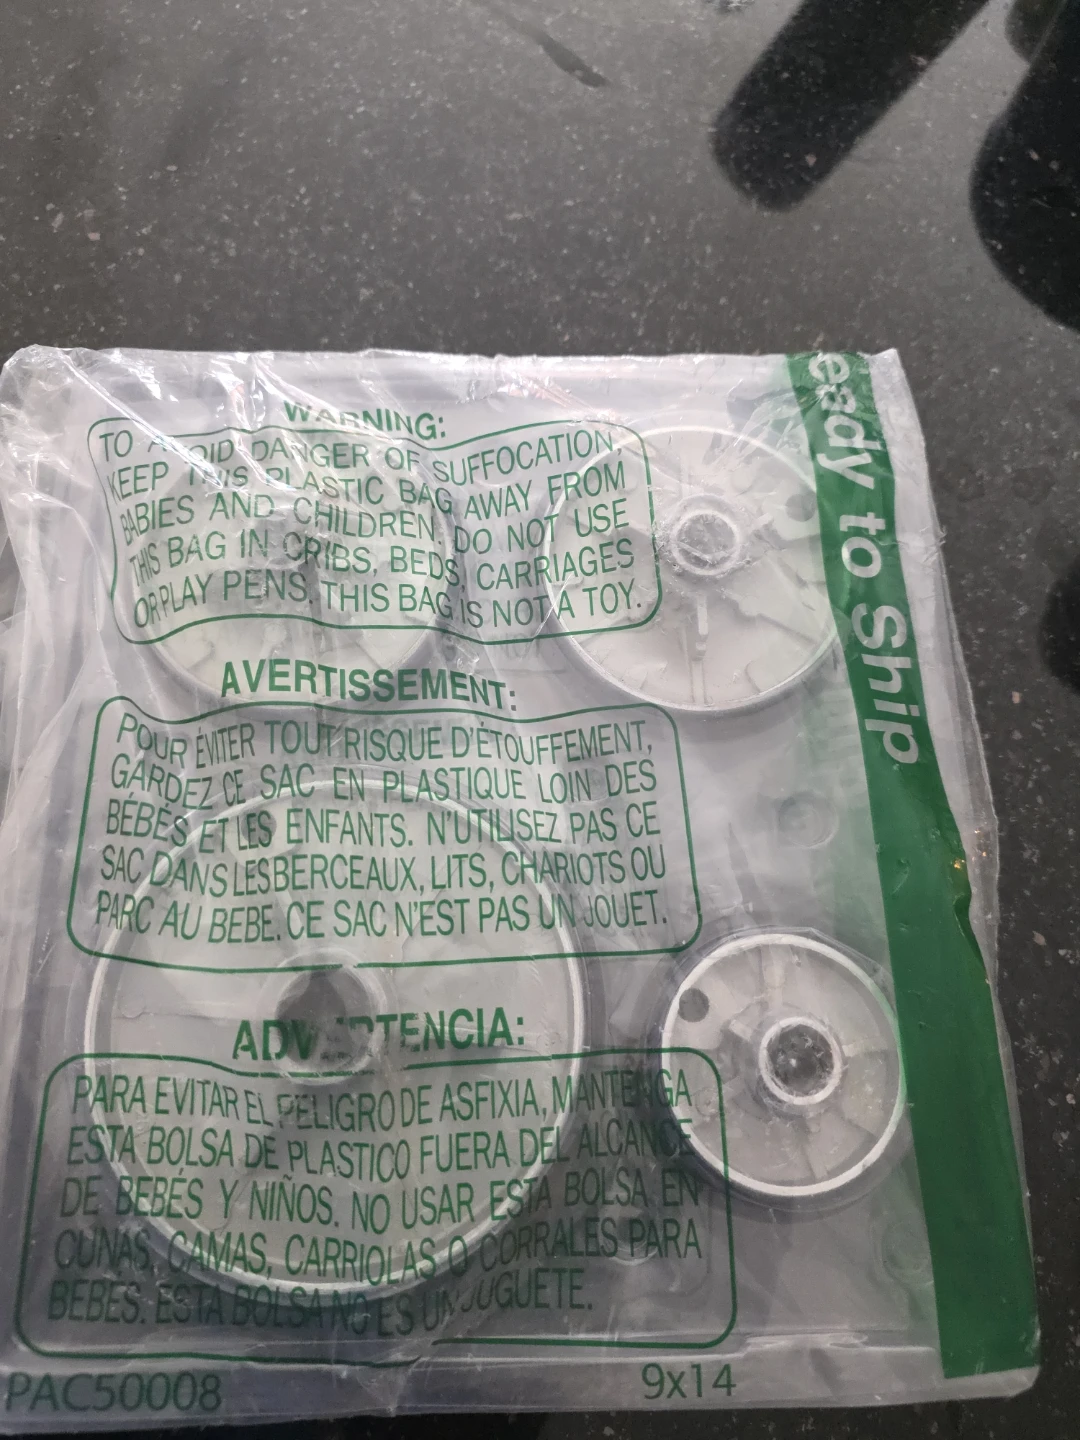 WARNING:
TO AVOID DANGER OF SUFFOCATION,
KEEP THIS PLASTIC BAG AWAY FROM
BABIES AND CHILDREN. DO NOT USE
THIS BAG IN CRIBS, BEDS, CARRIAGES
OR PLAY PENS. THIS BAG IS NOT A TOY.
AVERTISSEMENT:
POUR ÉVITER TOUT RISQUE D'ÉTOUFFEMENT,
GARDEZ CE SAC EN PLASTIQUE LOIN DES
BÉBÉS ET LES ENFANTS. N'UTILISEZ PAS CE
SAC DANS LES BERCEAUX, LITS, CHARIOTS OU
PARC AU BEBE. CE SAC N'EST PAS UN JOUET.
ADVERTENCIA:
PARA EVITAR EL PELIGRO DE ASFIXIA, MANTENGA
ESTA BOLSA DE PLASTICO FUERA DEL ALCANCE
DE BEBÉS Y NIÑOS. NO USAR ESTA BOLSA EN
CUNAS, CAMAS, CARRIOLAS O CORRALES PARA
BEBES. ESTA BOLSA NO ES UN JUGUETE.
PAC50008 9x14
eady to Ship